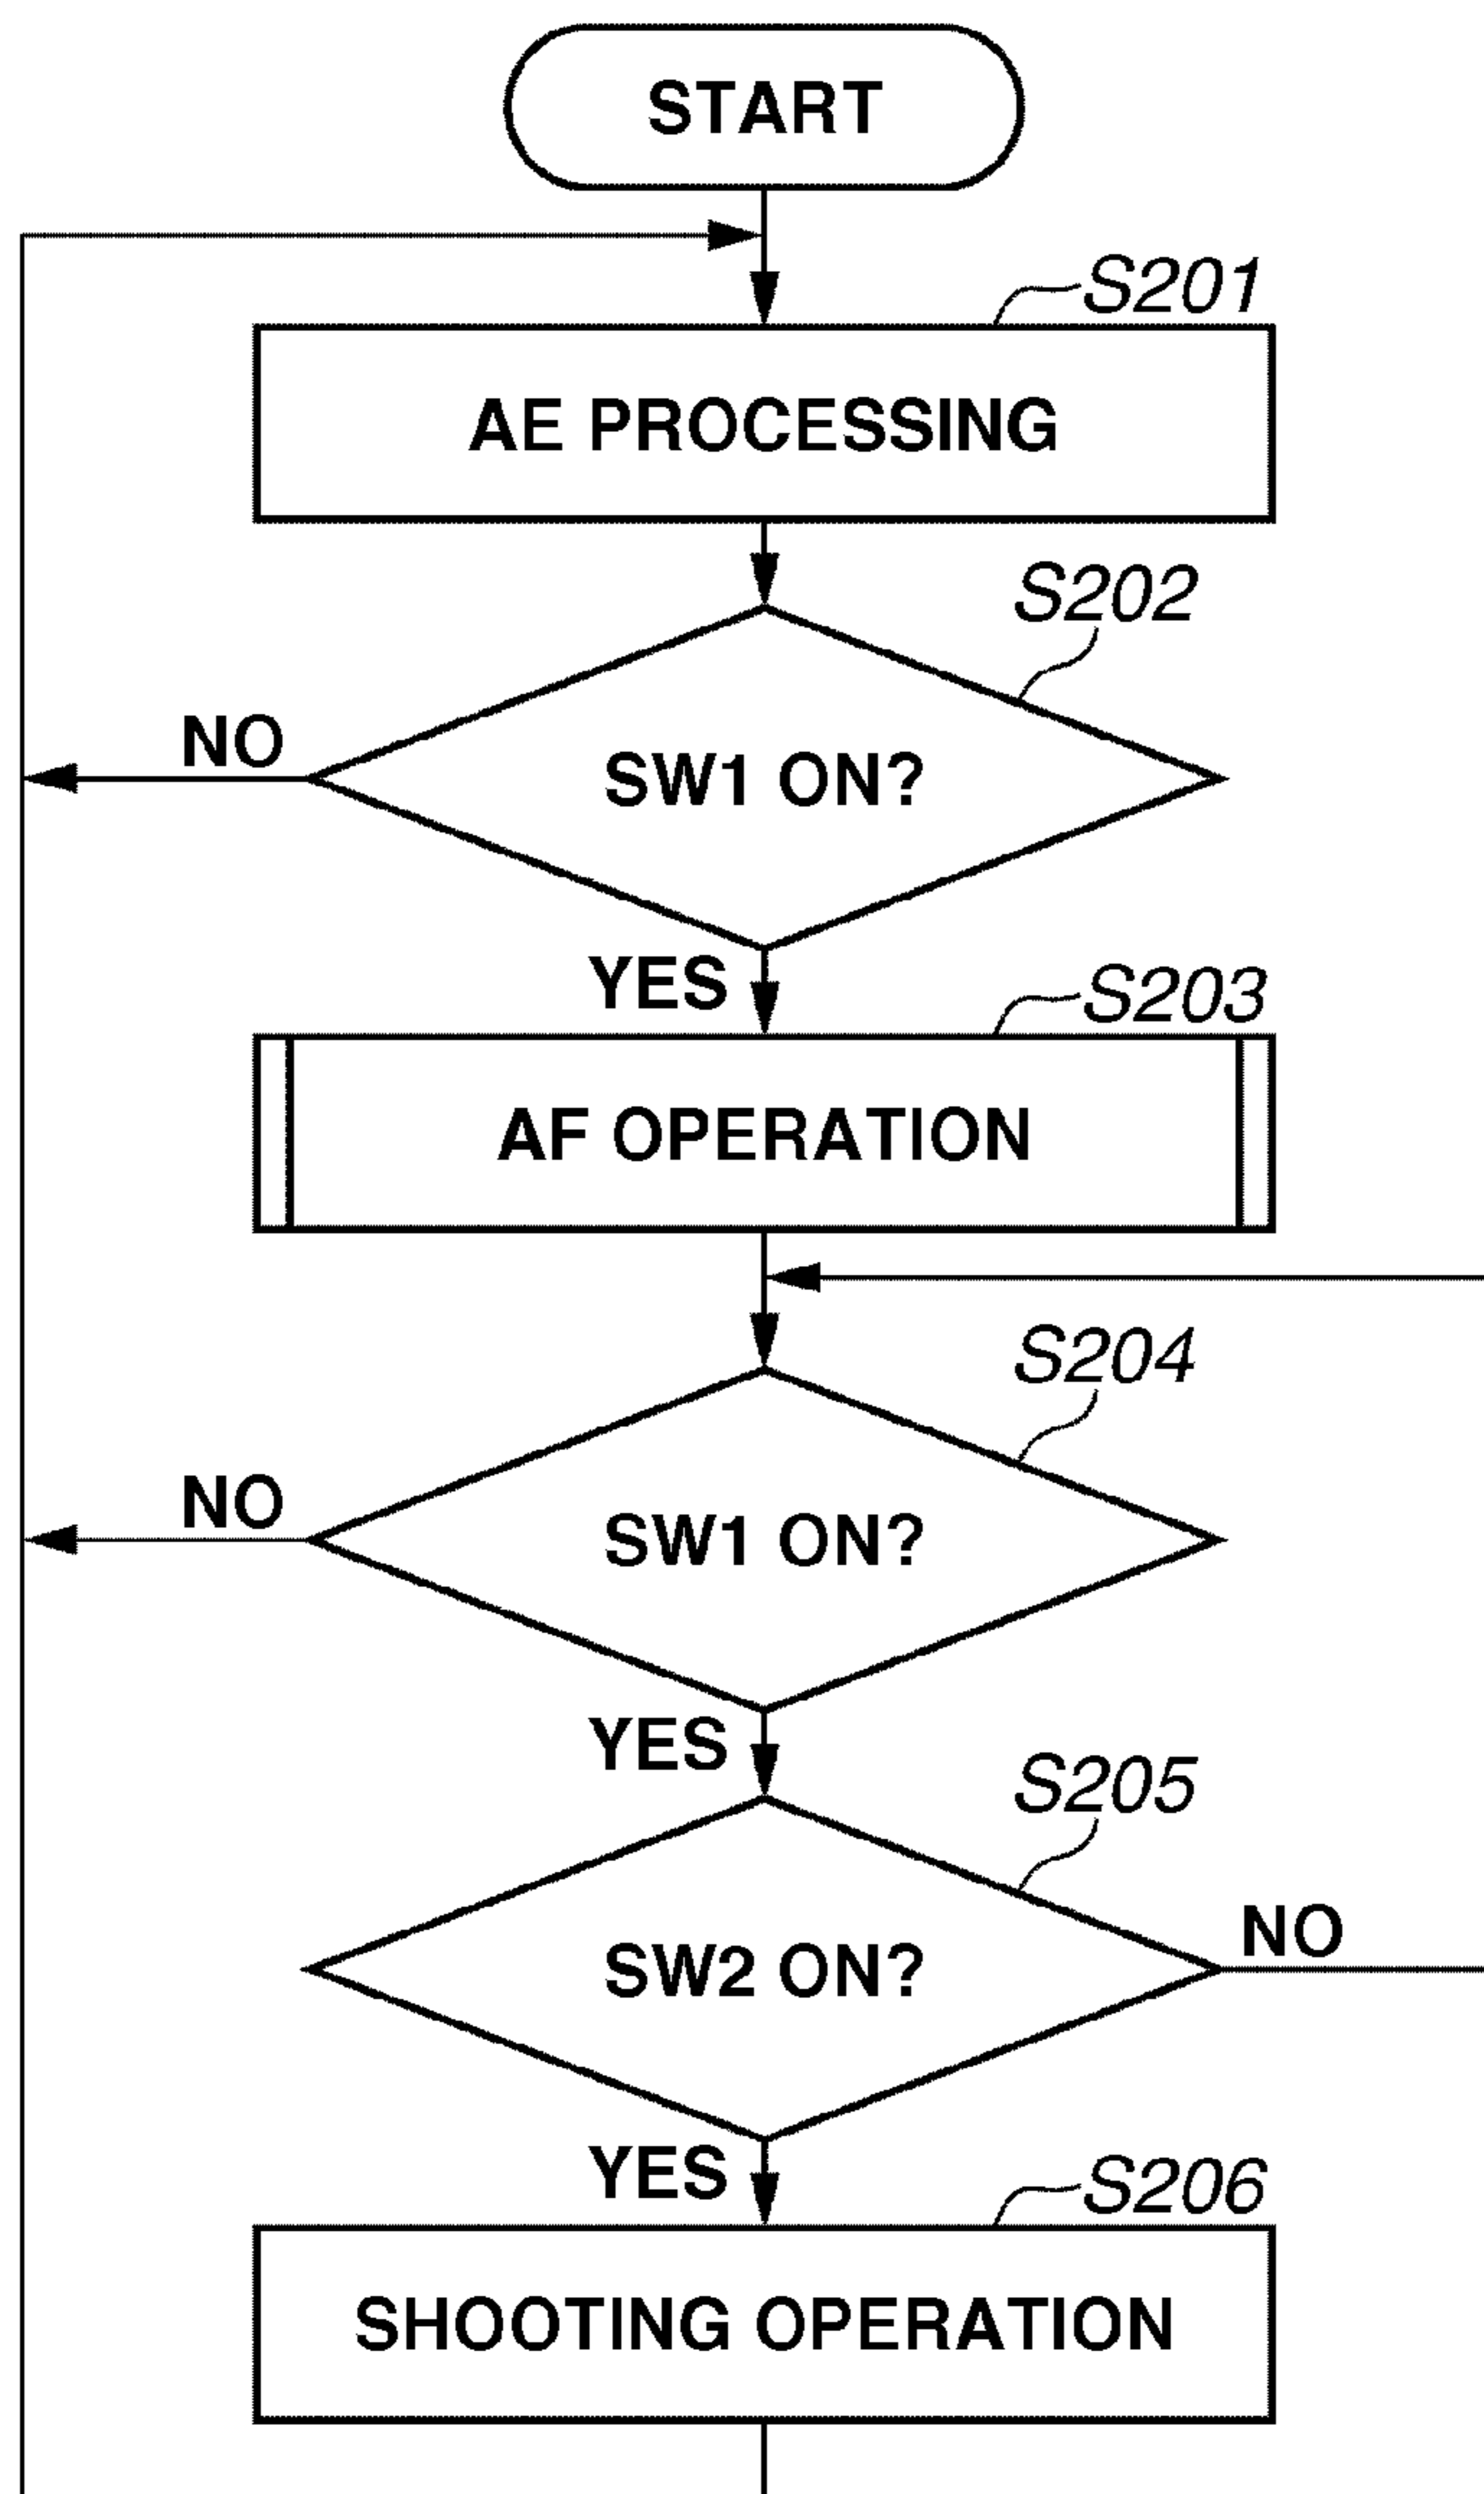 START
S201
AE PROCESSING
S202
NO
SW1 ON?
YES
S203
AF OPERATION
S204
NO
SW1 ON?
YES
S205
SW2 ON?
NO
YES
S206
SHOOTING OPERATION